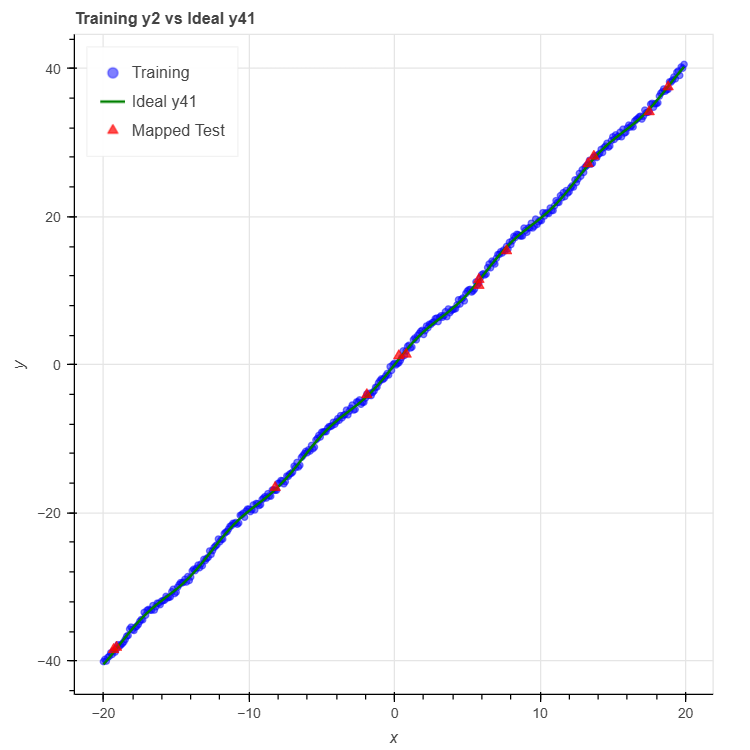 Training y2 vs Ideal y41
Training
Ideal y41
Mapped Test
40
20
0
−20
−40
y
−20
−10
0
10
20
x